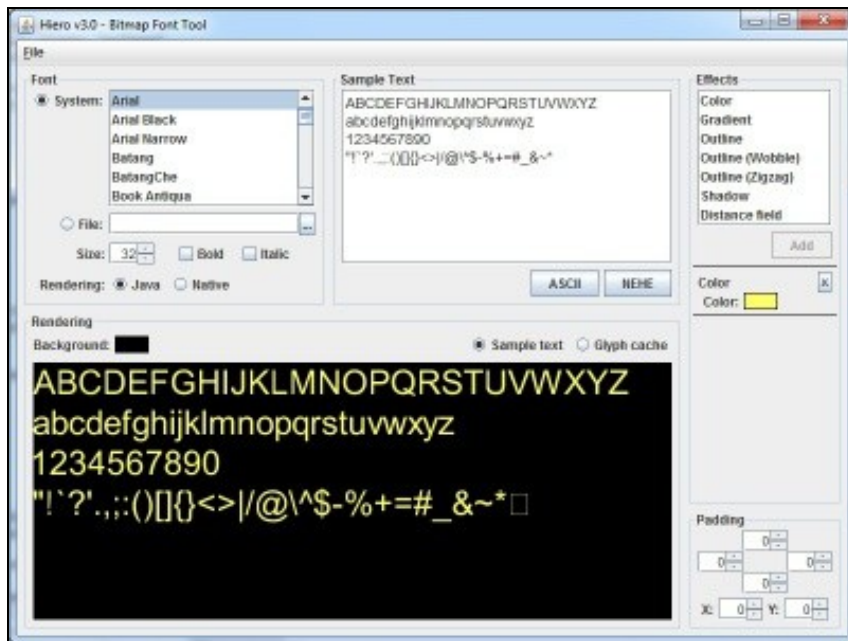 Hiero v3.0 - Bitmap Font Tool
File
Font
System:
Arial
Arial Black
Arial Narrow
Batang
BatangChe
Book Antiqua
File:
...
Size: 32 Bold Italic
Rendering: Java Native
Sample Text
ABCDEFGHIJKLMNOPQRSTUVWXYZ
abcdefghijklmnopqrstuvwxyz
1234567890
"!`?'.,;:()[]{}<>|/@\^$-%+=#_&~*
ASCII NEHE
Effects
Color
Gradient
Outline
Outline (Wobble)
Outline (Zigzag)
Shadow
Distance field
Add
Color X
Color:
Rendering
Background: Sample text Glyph cache
ABCDEFGHIJKLMNOPQRSTUVWXYZ
abcdefghijklmnopqrstuvwxyz
1234567890
"!`?'.,;:()[]{}<>|/@\^$-%+=#_&~*□
Padding
0
0 0
0
X: 0 Y: 0